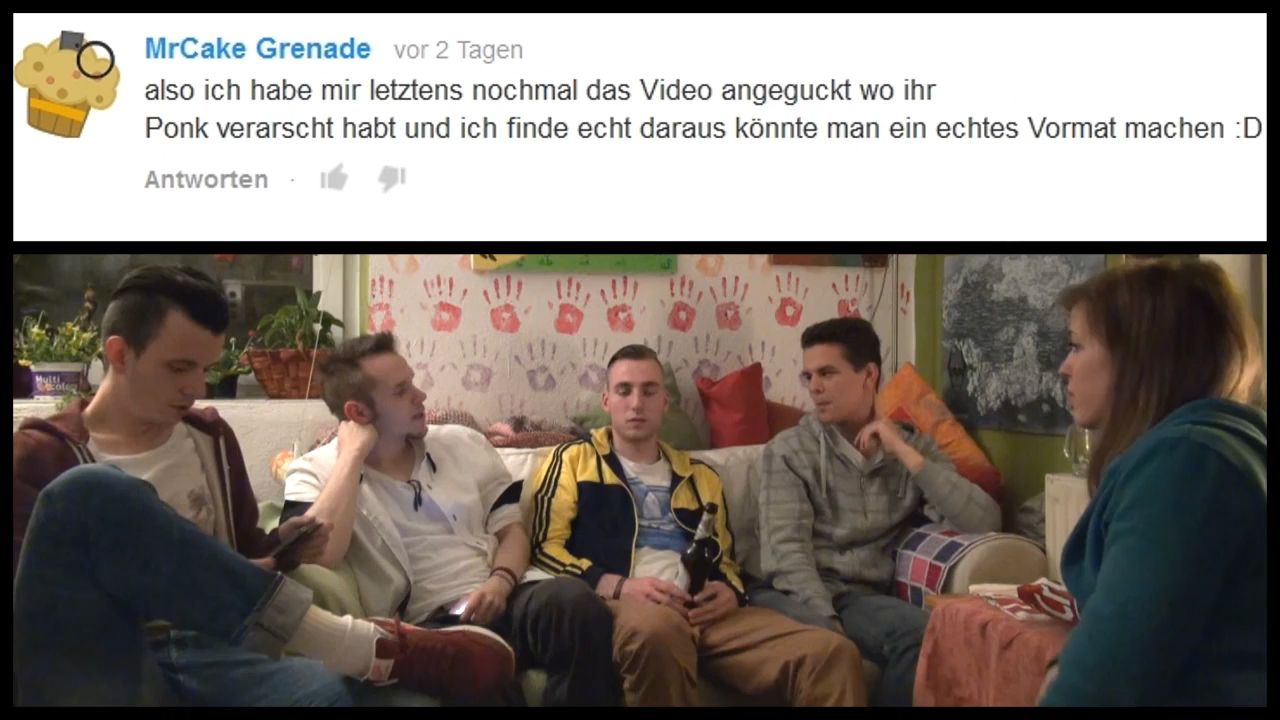 MrCake Grenade vor 2 Tagen
also ich habe mir letztens nochmal das Video angeguckt wo ihr
Ponk verarscht habt und ich finde echt daraus könnte man ein echtes Vormat machen :D
Antworten ·
Multi